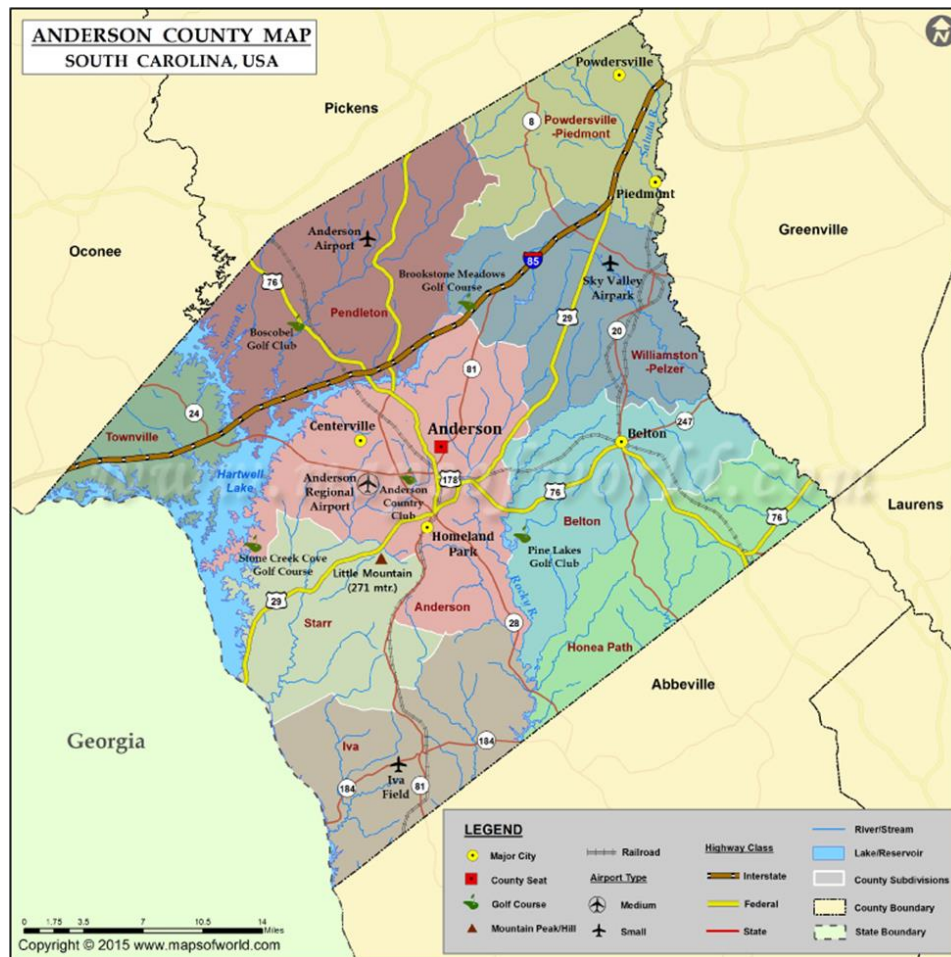 ANDERSON COUNTY MAP
SOUTH CAROLINA, USA
N
Powdersville
Pickens
8
Powdersville
-Piedmont
Saluda R.
Piedmont
Anderson
Airport
Oconee
Greenville
85
Brookstone Meadows
Golf Course
Sky Valley
Airpark
76
Seneca R.
Pendleton
29
Boscobel
Golf Club
20
Williamston
-Pelzer
81
24
Townville
247
Centerville
Anderson
Belton
www.mapsofworld.com
Hartwell
Lake
Anderson
Regional
Airport
Anderson
Country
Club
178
76
Belton
76
Laurens
Homeland
Park
Pine Lakes
Golf Club
Stone Creek Cove
Golf Course
Little Mountain
(271 mtr.)
Rocky R.
29
Starr
Anderson
28
Honea Path
Abbeville
Georgia
Iva
184
Iva
Field
184
81
LEGEND
Major City
County Seat
Golf Course
Mountain Peak/Hill
Railroad
Airport Type
Medium
Small
Highway Class
Interstate
Federal
State
River/Stream
Lake/Reservoir
County Subdivisions
County Boundary
State Boundary
0 1.75 3.5 7 10.5 14
Miles
Copyright © 2015 www.mapsofworld.com